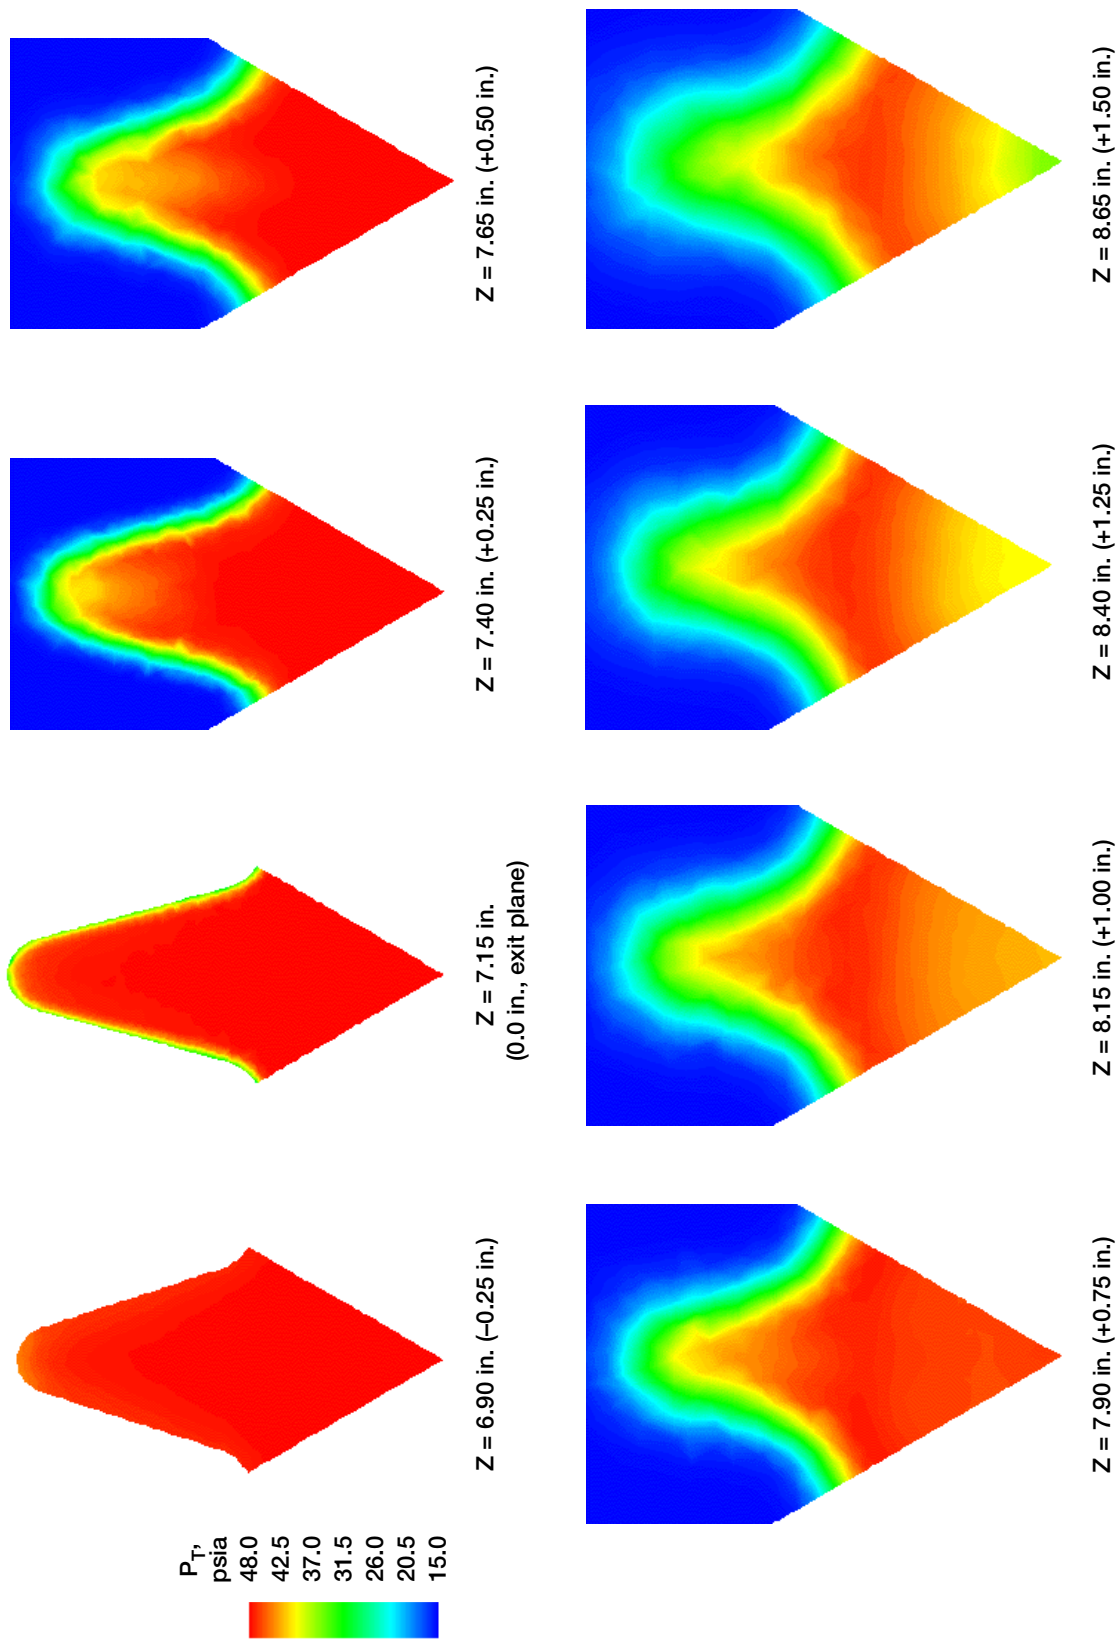 P_T,
psia
48.0
42.5
37.0
31.5
26.0
20.5
15.0
Z = 6.90 in. (–0.25 in.)
Z = 7.15 in.
(0.0 in., exit plane)
Z = 7.40 in. (+0.25 in.)
Z = 7.65 in. (+0.50 in.)
Z = 7.90 in. (+0.75 in.)
Z = 8.15 in. (+1.00 in.)
Z = 8.40 in. (+1.25 in.)
Z = 8.65 in. (+1.50 in.)